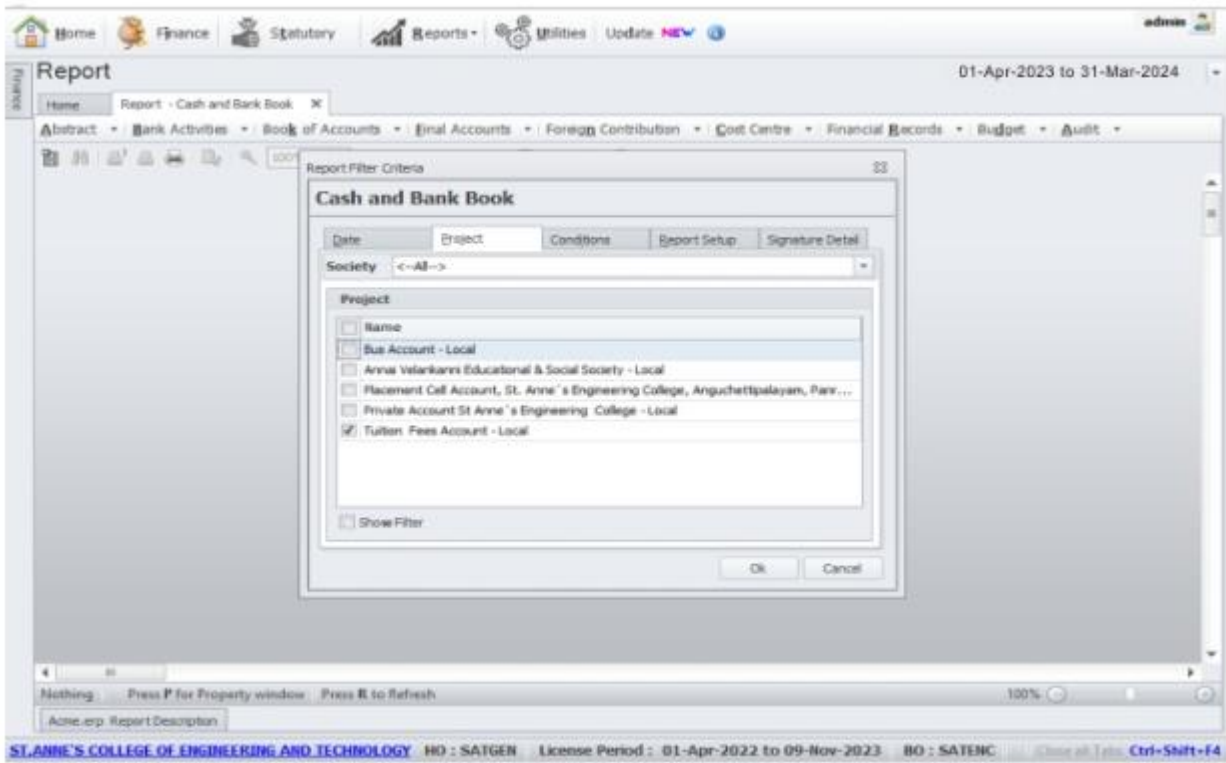 Home Finance Statutory Reports Utilities Update NEW admin
Finance
Report 01-Apr-2023 to 31-Mar-2024
Home Report - Cash and Bank Book
Abstract Bank Activities Book of Accounts Final Accounts Foreign Contribution Cost Centre Financial Records Budget Audit
Report Filter Criteria
Cash and Bank Book
Date Project Conditions Report Setup Signature Detail
Society <--All-->
Project
Name
Bus Account - Local
Annai Velankanni Educational & Social Society - Local
Placement Cell Account, St. Anne`s Engineering College, Anguchettipalayam, Panr...
Private Account St Anne`s Engineering College - Local
Tuition Fees Account - Local
Show Filter
Ok Cancel
Nothing Press P for Property window Press R to Refresh 100%
Acme.erp Report Description
ST.ANNE'S COLLEGE OF ENGINEERING AND TECHNOLOGY HO : SATGEN License Period : 01-Apr-2022 to 09-Nov-2023 BO : SATENC Close all Tabs Ctrl+Shift+F4